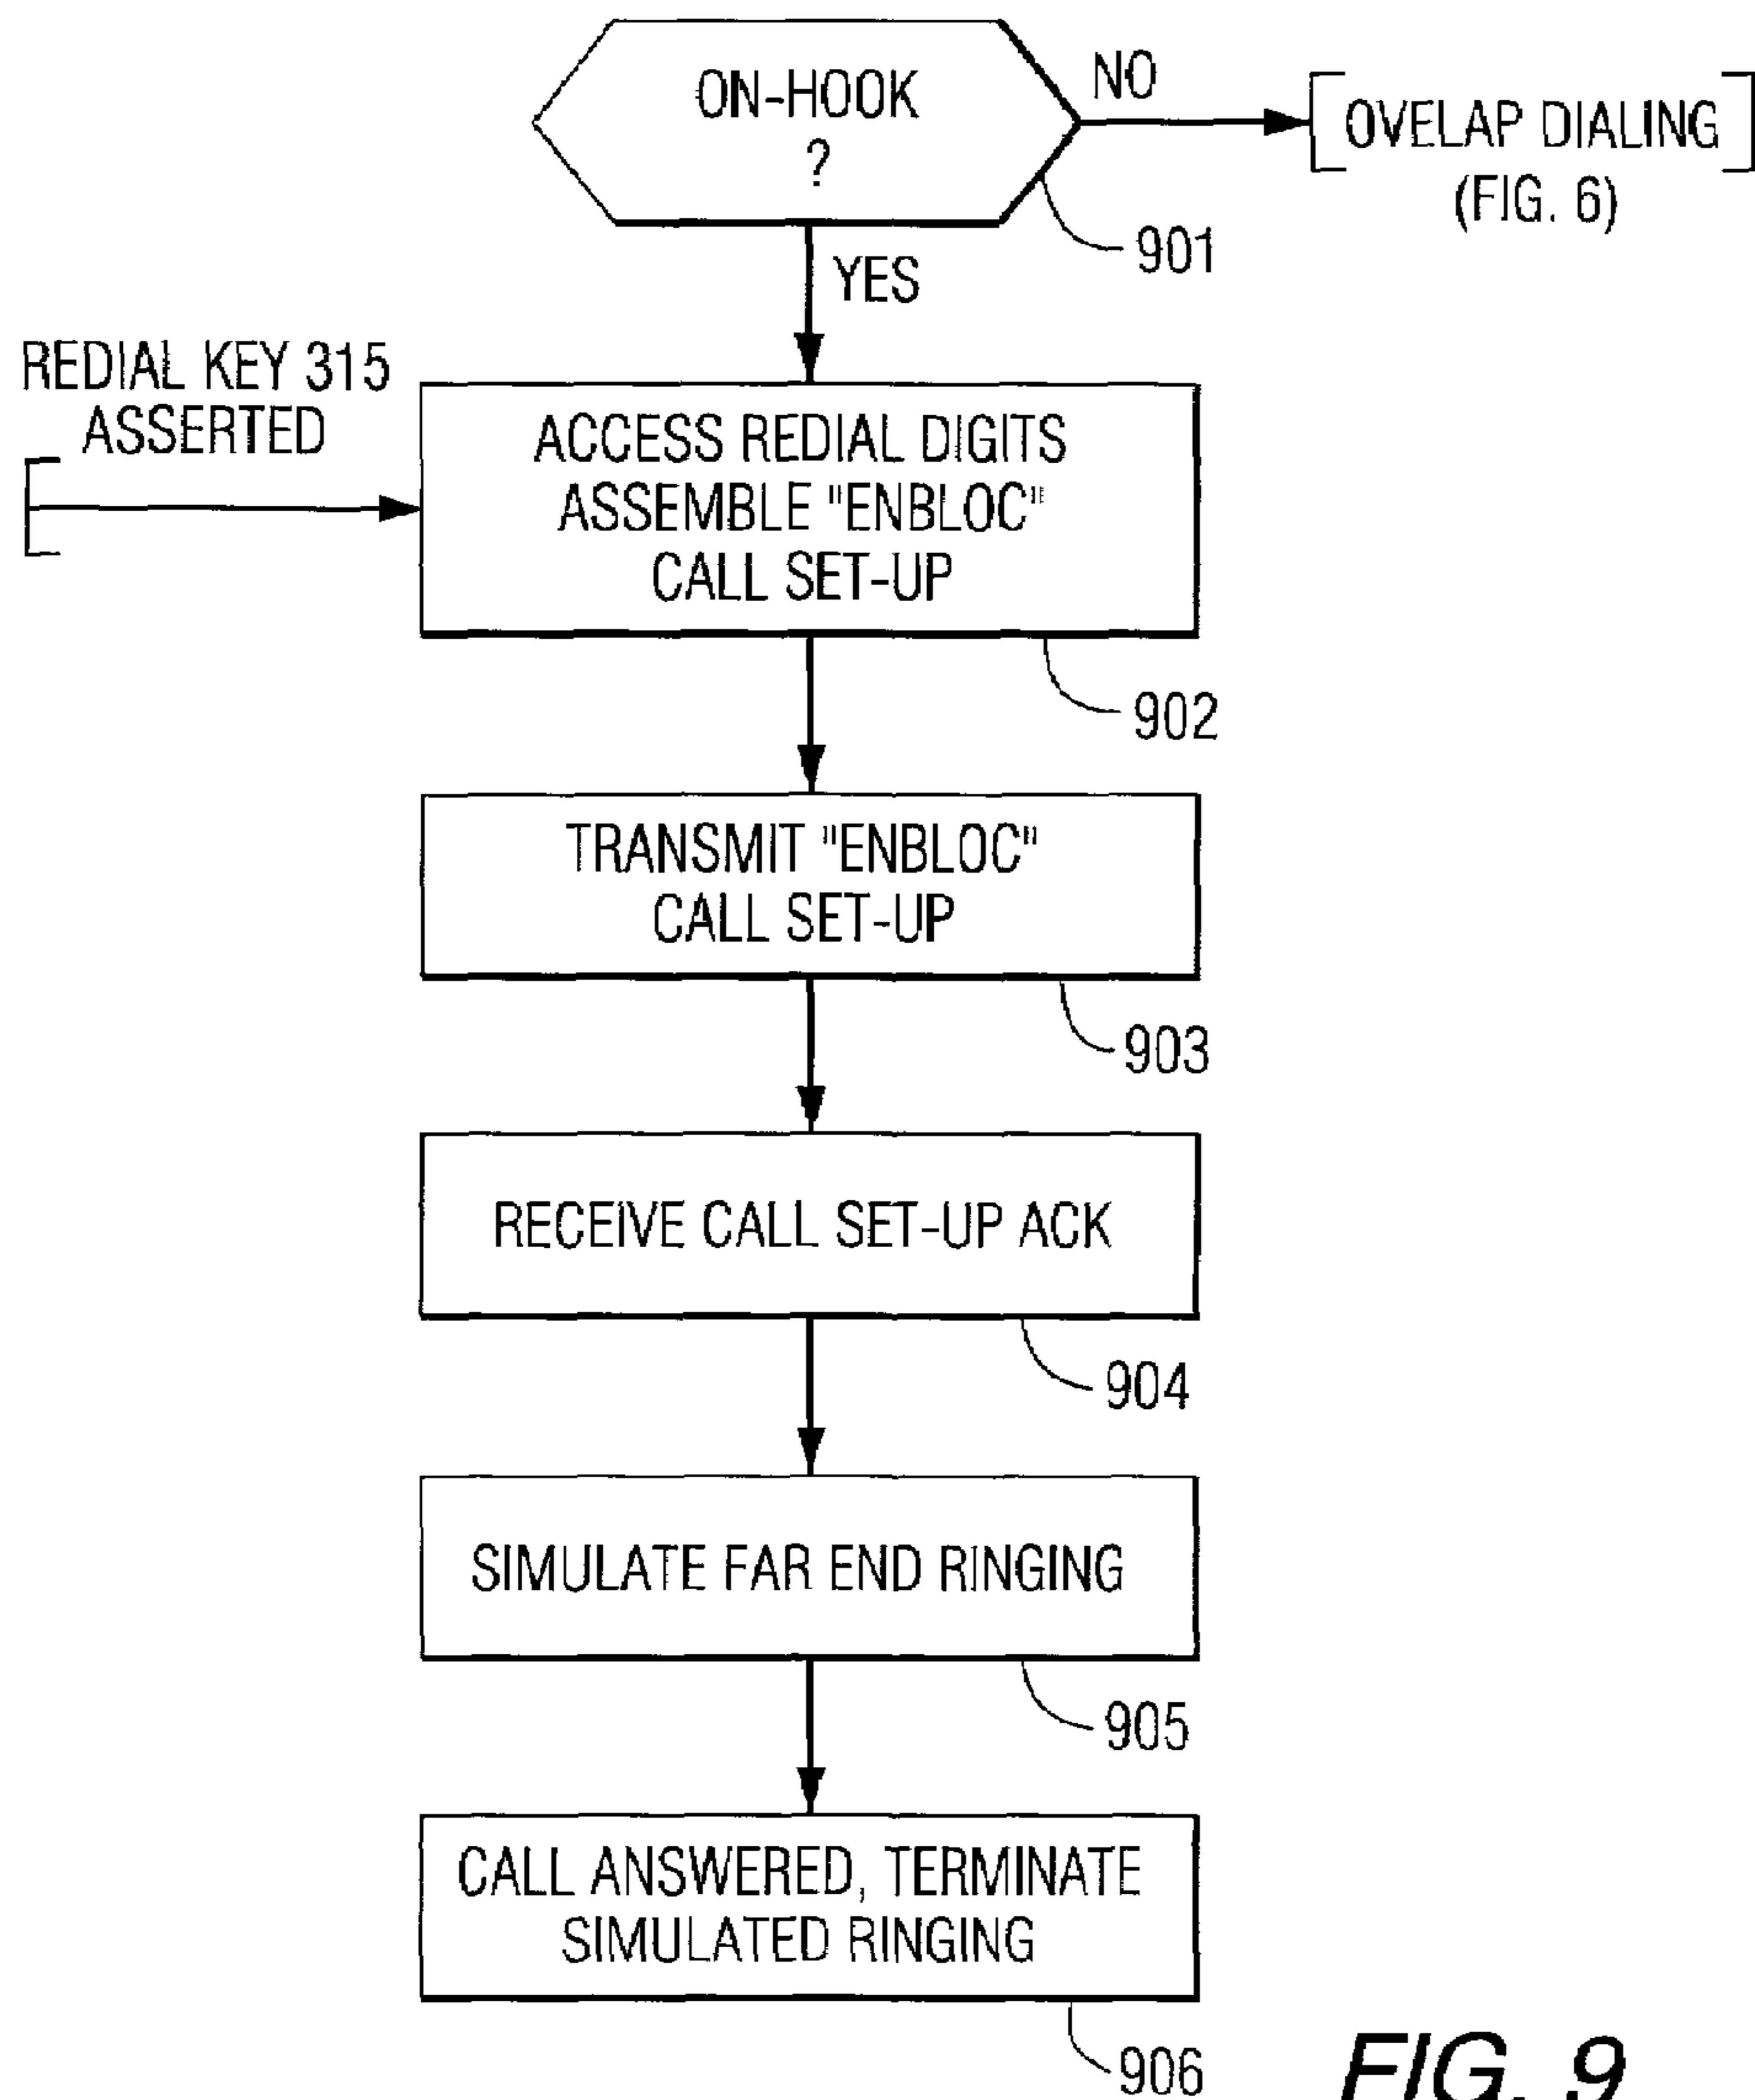 ON-HOOK
?
NO
[OVELAP DIALING]
(FIG. 6)
901
YES
REDIAL KEY 315
ASSERTED
ACCESS REDIAL DIGITS
ASSEMBLE "ENBLOC"
CALL SET-UP
902
TRANSMIT "ENBLOC"
CALL SET-UP
903
RECEIVE CALL SET-UP ACK
904
SIMULATE FAR END RINGING
905
CALL ANSWERED, TERMINATE
SIMULATED RINGING
906
FIG. 9